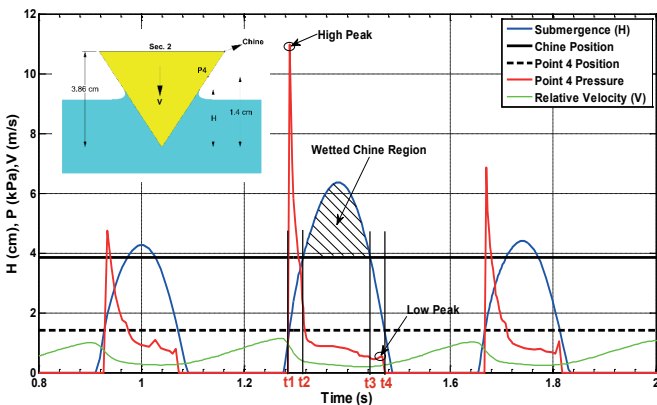 Sec. 2
Chine
3.86 cm
P4
V
H
1.4 cm
High Peak
Submergence (H)
Chine Position
Point 4 Position
Point 4 Pressure
Relative Velocity (V)
Wetted Chine Region
Low Peak
H (cm), P (kPa),V (m/s)
12
10
8
6
4
2
0
0.8 1 1.2 t1 t2 t3 t4 1.6 1.8 2
Time (s)